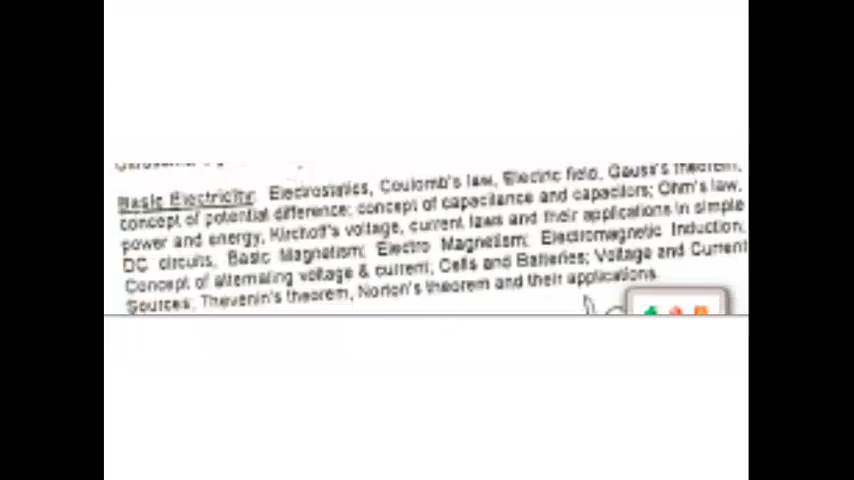 Basic Electricity: Electrostatics, Coulomb's law, Electric field, Gauss's theorem,
concept of potential difference; concept of capacitance and capacitors; Ohm's law,
power and energy, Kirchoff's voltage, current laws and their applications in simple
DC circuits, Basic Magnetism; Electro Magnetism; Electromagnetic Induction,
Concept of alternating voltage & current; Cells and Batteries; Voltage and Current
Sources; Thevenin's theorem, Norton's theorem and their applications.